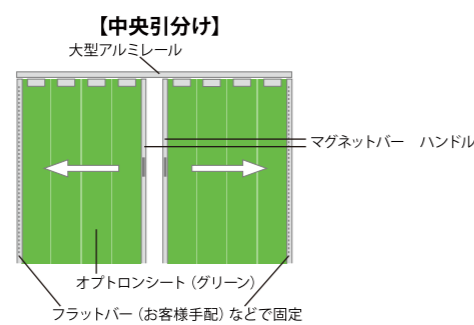 【中央引分け】
大型アルミレール
マグネットバー　ハンドル
オプトロンシート（グリーン）
フラットバー（お客様手配）などで固定